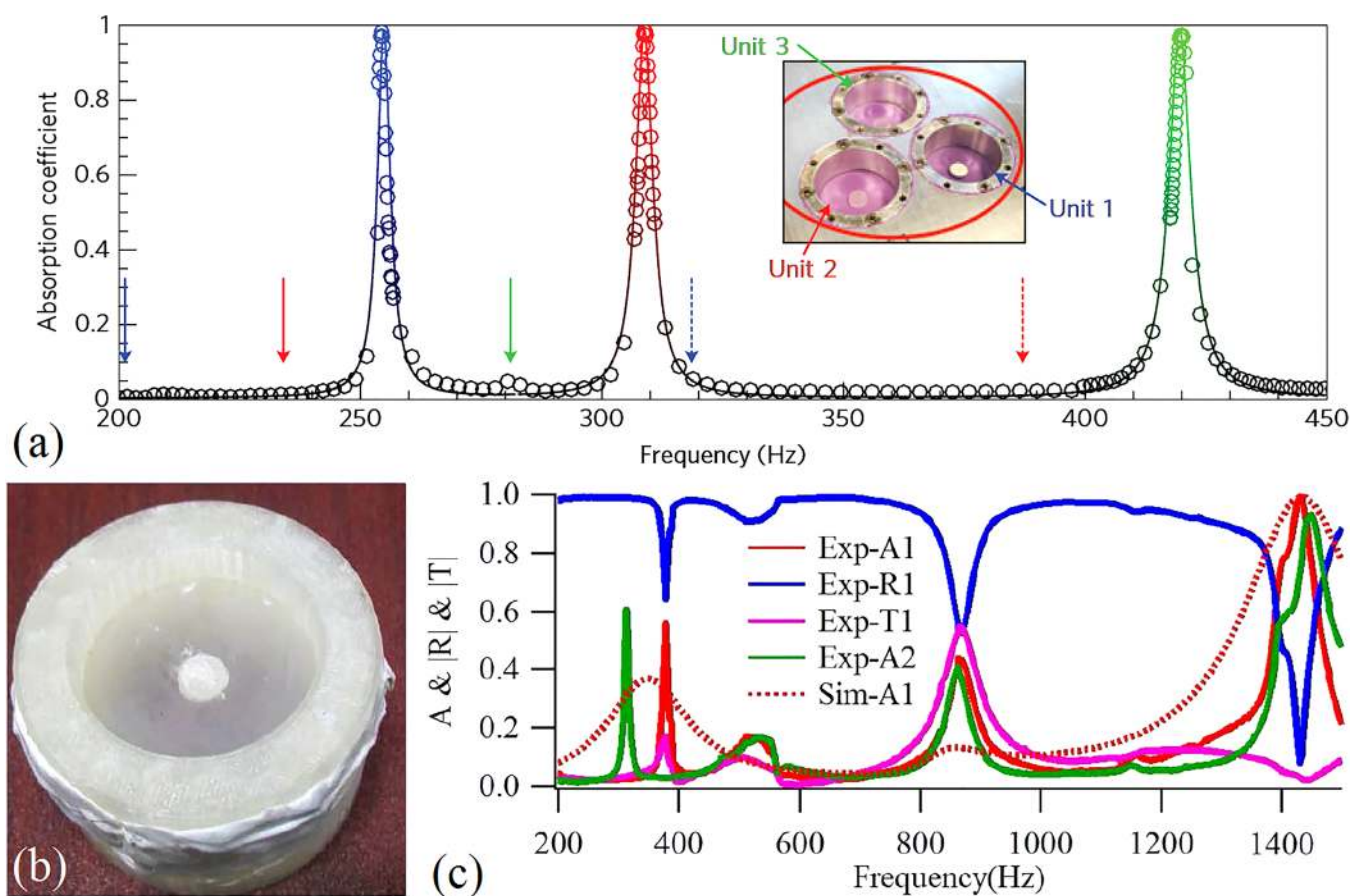 1
0.8
0.6
0.4
0.2
0
Absorption coefficient
Unit 3
Unit 1
Unit 2
200 250 300 350 400 450
Frequency (Hz)
(a)
(b)
1.0
0.8
0.6
0.4
0.2
0.0
A & |R| & |T|
Exp-A1
Exp-R1
Exp-T1
Exp-A2
Sim-A1
200 400 600 800 1000 1200 1400
Frequency(Hz)
(c)